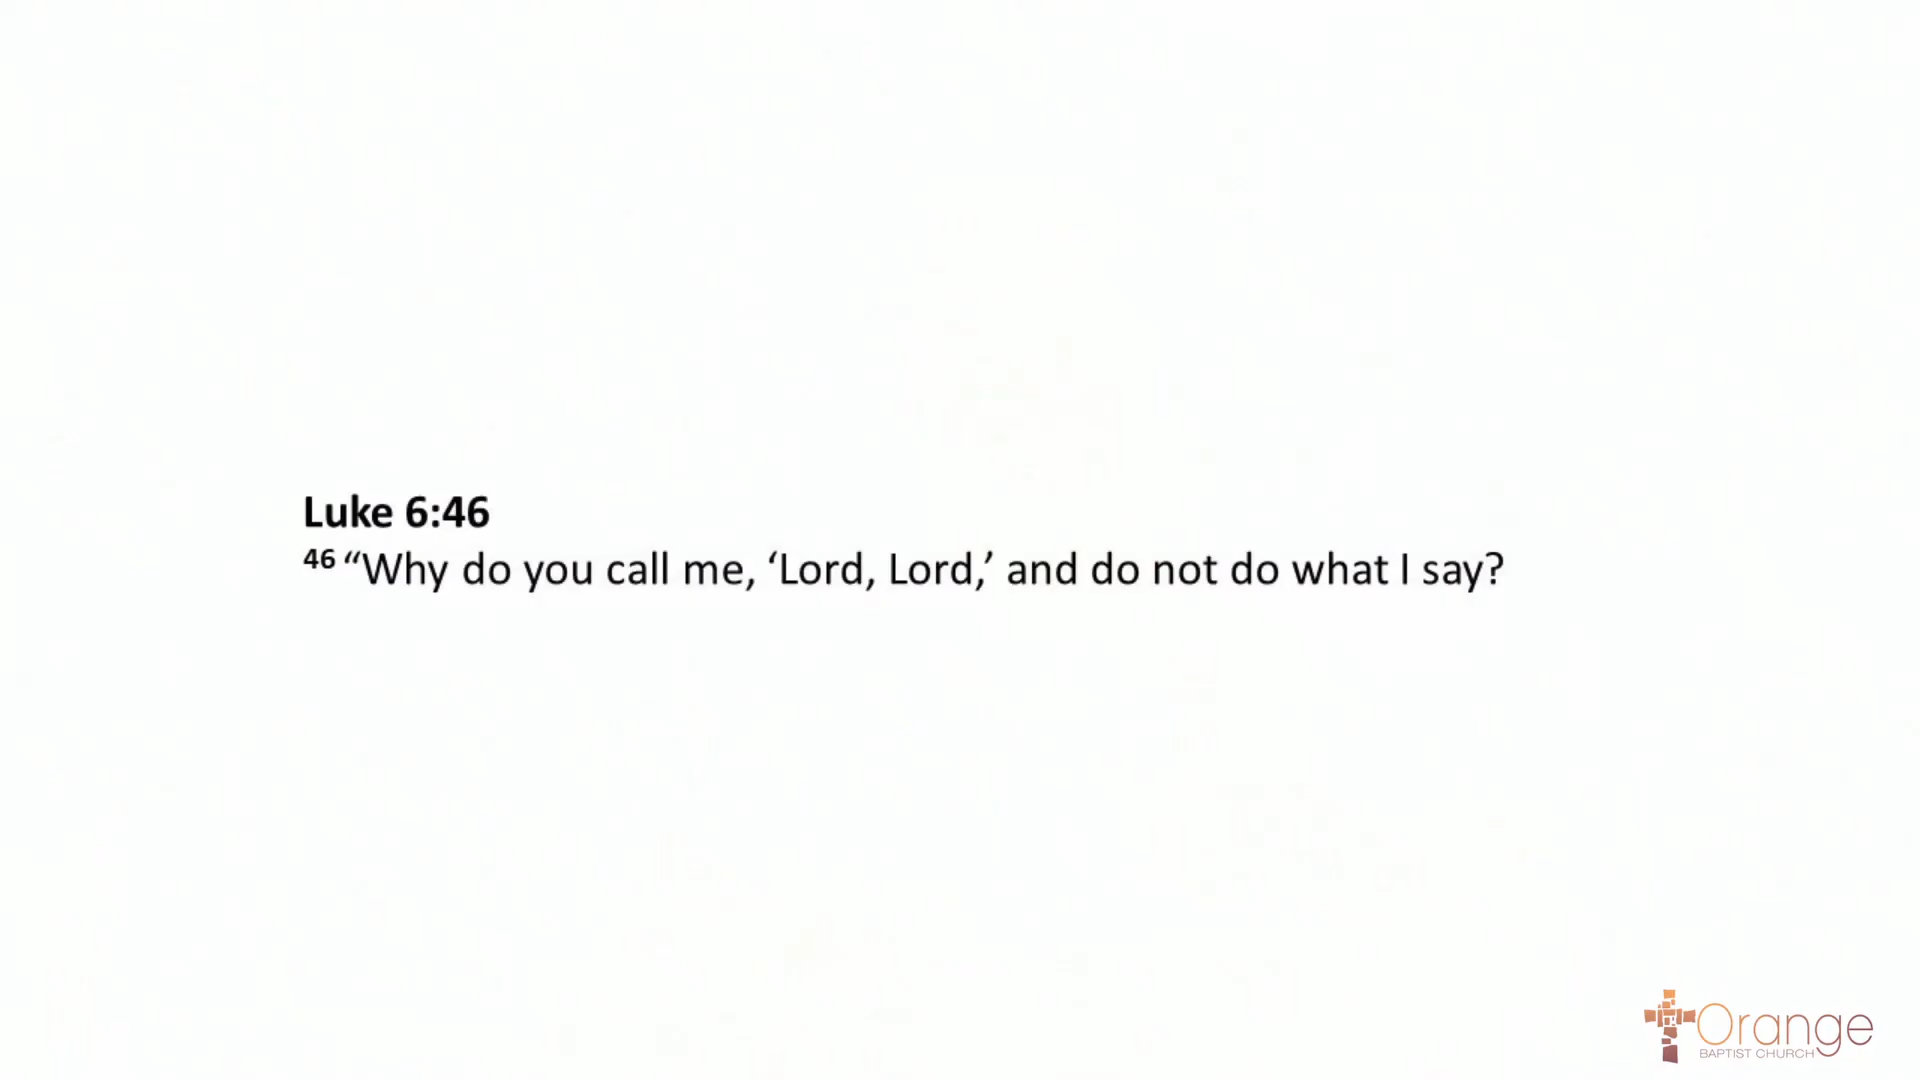 Luke 6:46
46 “Why do you call me, ‘Lord, Lord,’ and do not do what I say?
Orange
BAPTIST CHURCH